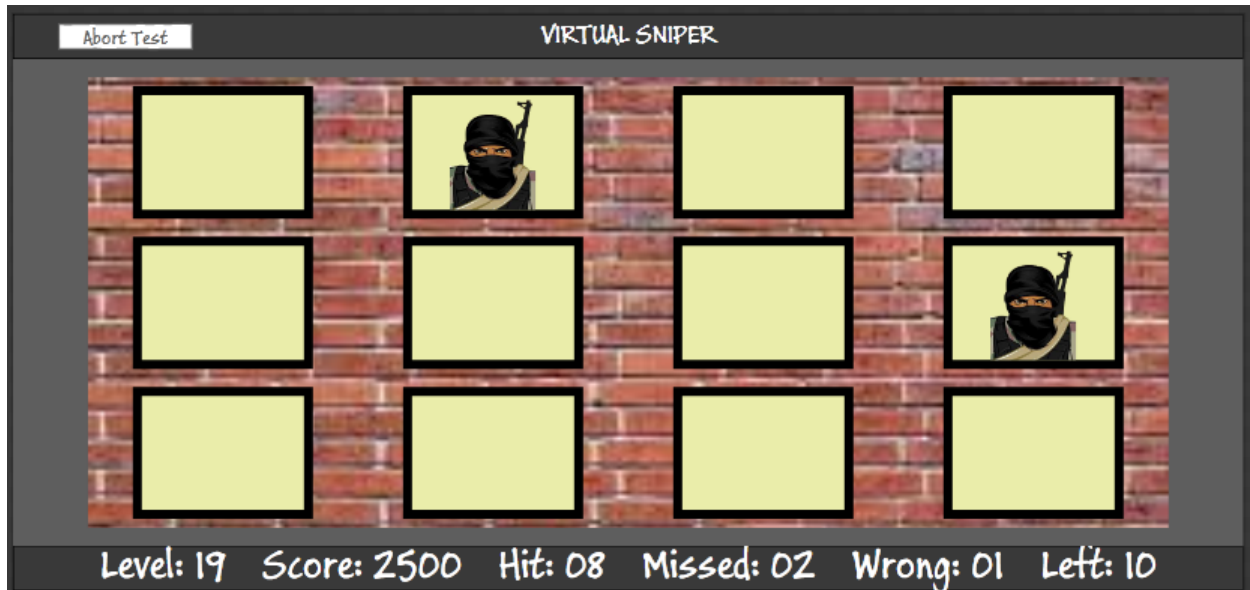 Abort Test
VIRTUAL SNIPER
Level: 19 Score: 2500 Hit: 08 Missed: 02 Wrong: 01 Left: 10